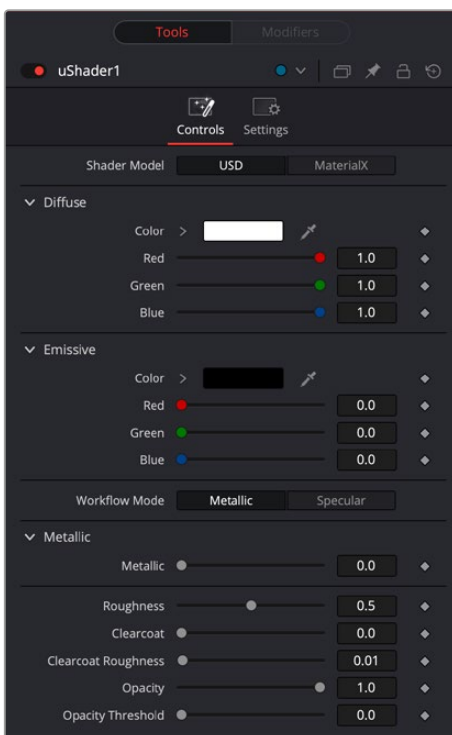 Tools Modifiers
uShader1
Controls Settings
Shader Model USD MaterialX
Diffuse
Color
Red 1.0
Green 1.0
Blue 1.0
Emissive
Color
Red 0.0
Green 0.0
Blue 0.0
Workflow Mode Metallic Specular
Metallic
Metallic 0.0
Roughness 0.5
Clearcoat 0.0
Clearcoat Roughness 0.01
Opacity 1.0
Opacity Threshold 0.0